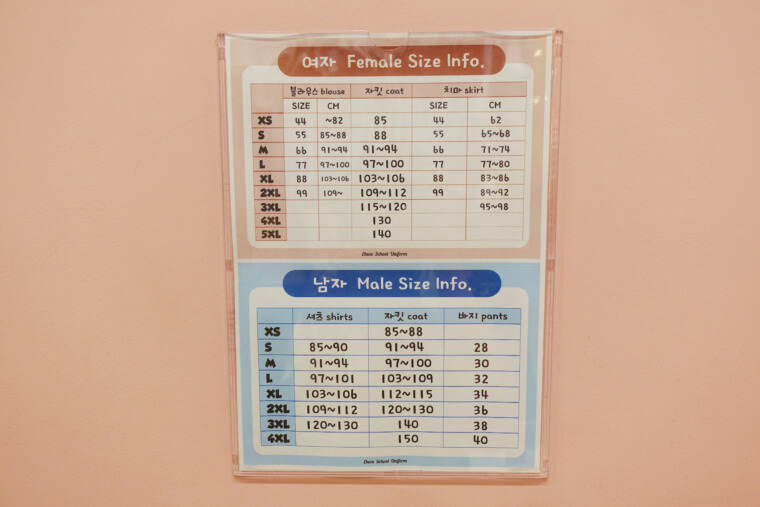 여자 Female Size Info.
블라우스 blouse 자킷 coat 치마 skirt
SIZE CM SIZE CM
XS 44 ~82 85 44 62
S 55 85~88 88 55 65~68
M 66 91~94 91~94 66 71~74
L 77 97~100 97~100 77 77~80
XL 88 103~106 103~106 88 83~86
2XL 99 109~ 109~112 99 89~92
3XL 115~120 95~98
4XL 130
5XL 140
남자 Male Size Info.
셔츠 shirts 자킷 coat 바지 pants
XS 85~88
S 85~90 91~94 28
M 91~94 97~100 30
L 97~101 103~109 32
XL 103~106 112~115 34
2XL 109~112 120~130 36
3XL 120~130 140 38
4XL 150 40